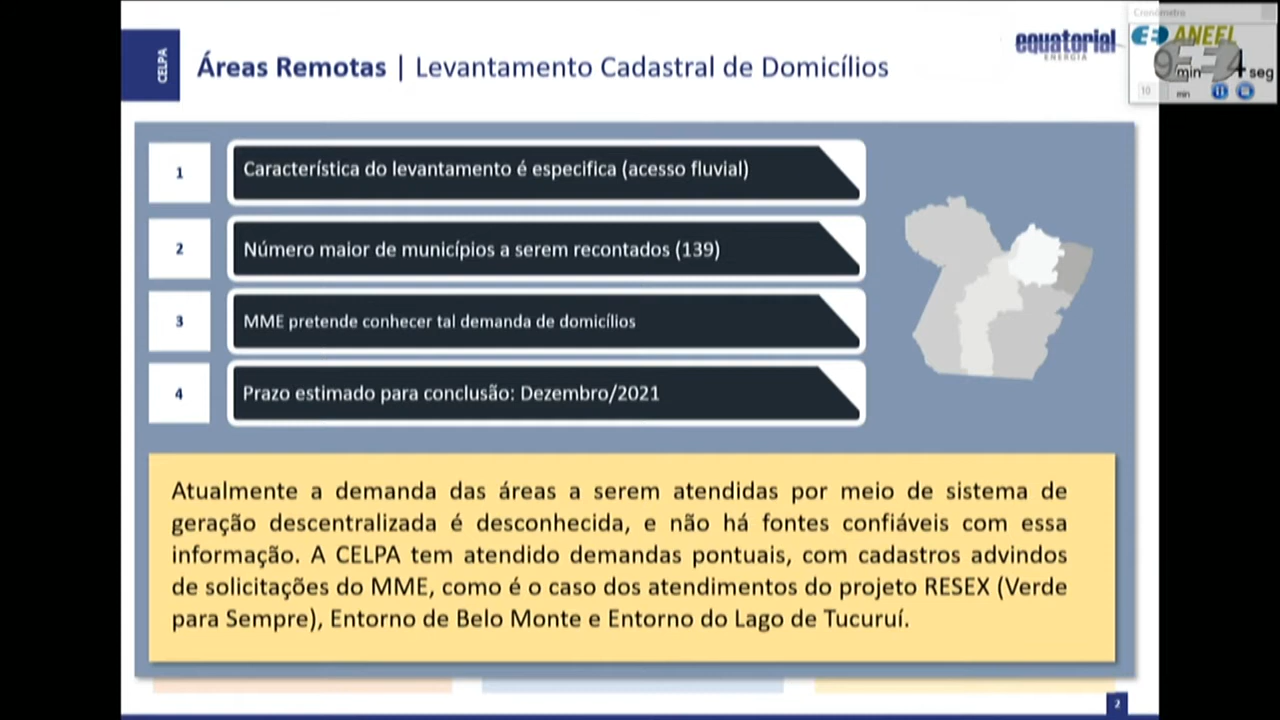 CELPA
Áreas Remotas | Levantamento Cadastral de Domicílios
equatorial
ENERGIA
Cronômetro
ANEEL
min seg
10 min
1 Característica do levantamento é especifica (acesso fluvial)
2 Número maior de municípios a serem recontados (139)
3 MME pretende conhecer tal demanda de domicílios
4 Prazo estimado para conclusão: Dezembro/2021
Atualmente a demanda das áreas a serem atendidas por meio de sistema de
geração descentralizada é desconhecida, e não há fontes confiáveis com essa
informação. A CELPA tem atendido demandas pontuais, com cadastros advindos
de solicitações do MME, como é o caso dos atendimentos do projeto RESEX (Verde
para Sempre), Entorno de Belo Monte e Entorno do Lago de Tucuruí.
2